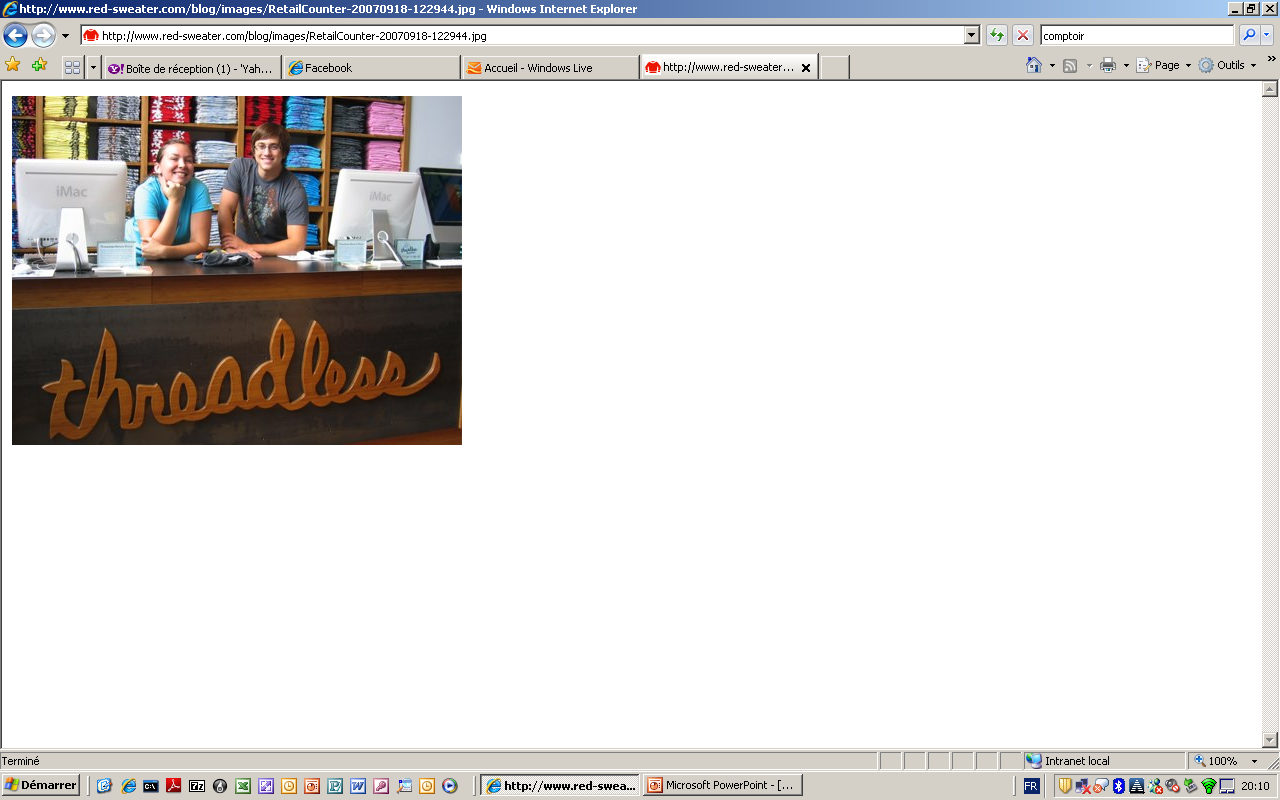 http://www.red-sweater.com/blog/images/RetailCounter-20070918-122944.jpg - Windows Internet Explorer
http://www.red-sweater.com/blog/images/RetailCounter-20070918-122944.jpg
comptoir
Boîte de réception (1) - 'Yah...
Facebook
Accueil - Windows Live
http://www.red-sweater...
Page
Outils
iMac
iMac
threadless
Terminé
Intranet local
100%
Démarrer
http://www.red-swea...
Microsoft PowerPoint - [...
FR
20:10